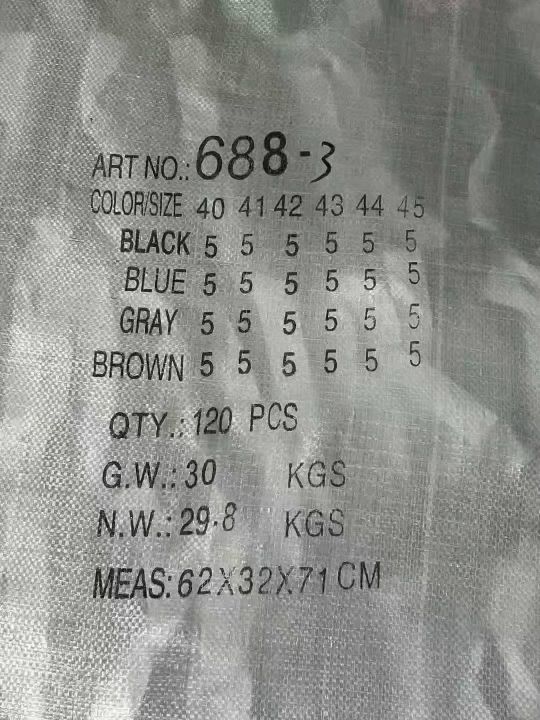 ART NO.: 688-3
COLOR/SIZE 40 41 42 43 44 45
BLACK 5 5 5 5 5 5
BLUE 5 5 5 5 5 5
GRAY 5 5 5 5 5 5
BROWN 5 5 5 5 5 5
QTY.: 120 PCS
G.W.: 30 KGS
N.W.: 29.8 KGS
MEAS: 62X32X71 CM